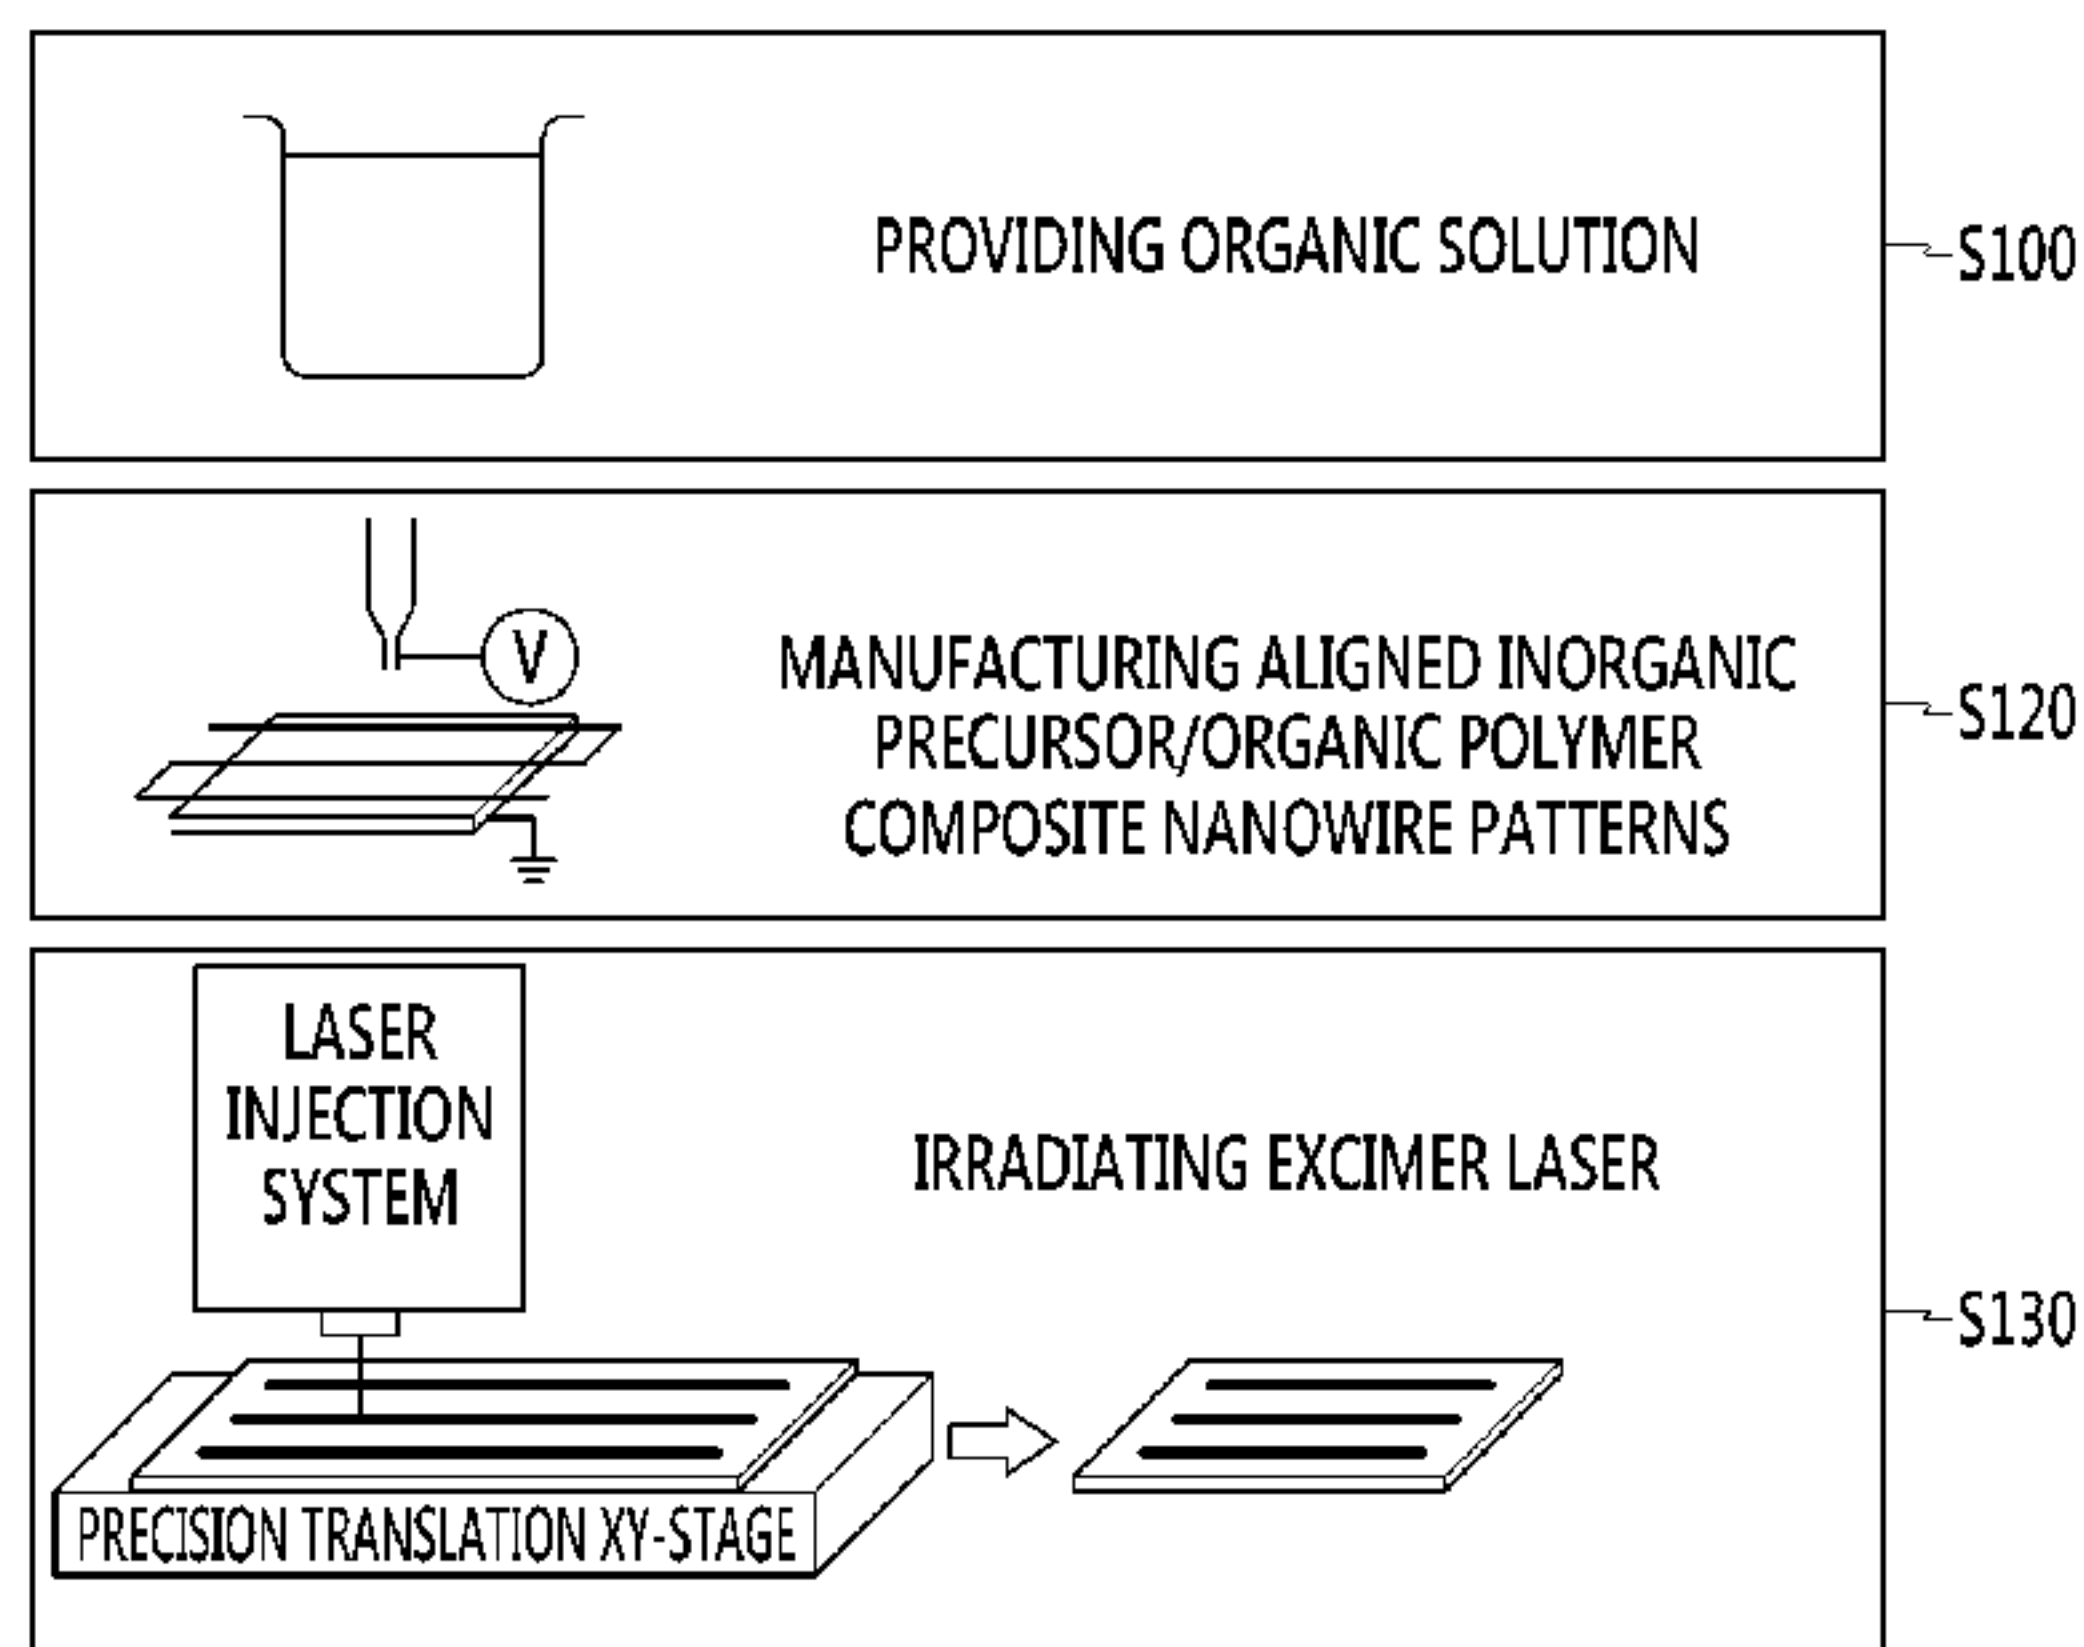 PROVIDING ORGANIC SOLUTION
S100
V
MANUFACTURING ALIGNED INORGANIC
PRECURSOR/ORGANIC POLYMER
COMPOSITE NANOWIRE PATTERNS
S120
LASER
INJECTION
SYSTEM
IRRADIATING EXCIMER LASER
S130
PRECISION TRANSLATION XY-STAGE